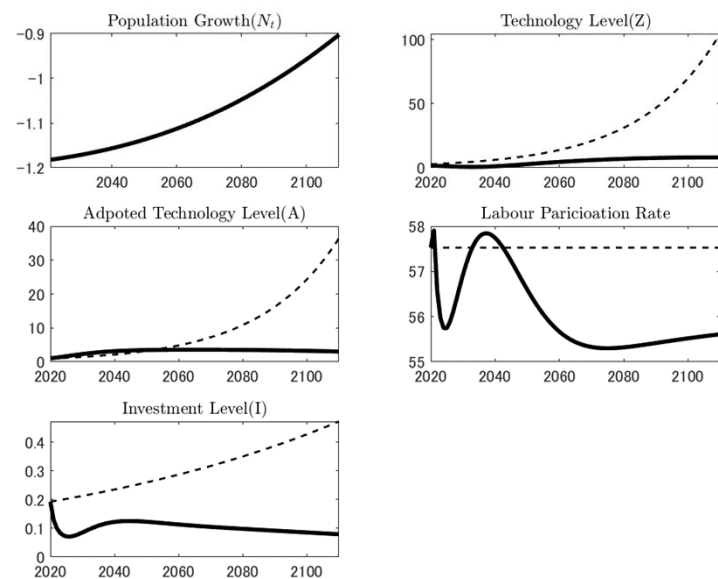 Population Growth(N_t)
-0.9
-1
-1.1
-1.2
2040 2060 2080 2100
Technology Level(Z)
100
50
0
2020 2040 2060 2080 2100
Adpoted Technology Level(A)
40
30
20
10
0
2020 2040 2060 2080 2100
Labour Paricioation Rate
58
57
56
55
2020 2040 2060 2080 2100
Investment Level(I)
0.4
0.3
0.2
0.1
0
2020 2040 2060 2080 2100